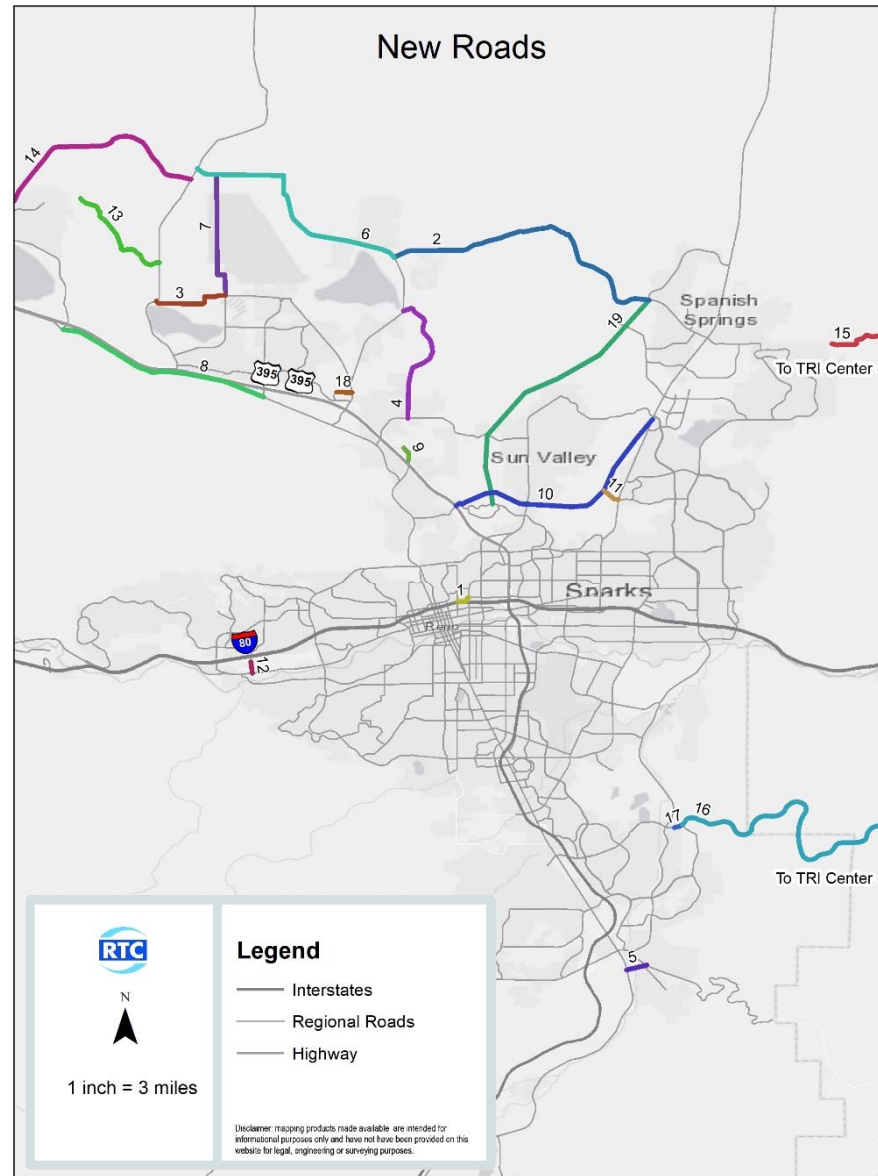 New Roads
14
13
7
6
2
3
19
Spanish
Springs
15
To TRI Center
8
395
395
18
4
9
Sun Valley
10
11
1
Sparks
Reno
80
12
17
16
To TRI Center
5
RTC
N
1 inch = 3 miles
Legend
Interstates
Regional Roads
Highway
Disclaimer: mapping products made available are intended for
informational purposes only and have not have been provided on this
website for legal, engineering or surveying purposes.